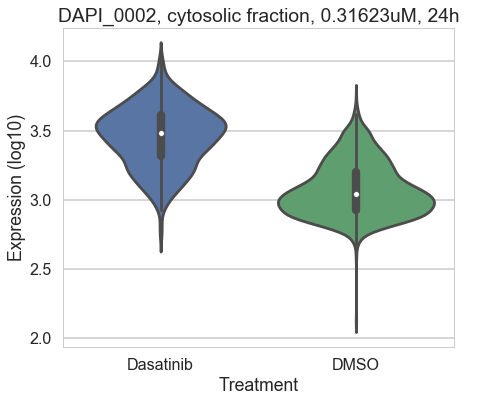 DAPI_0002, cytosolic fraction, 0.31623uM, 24h
Expression (log10)
4.0
3.5
3.0
2.5
2.0
Dasatinib DMSO
Treatment